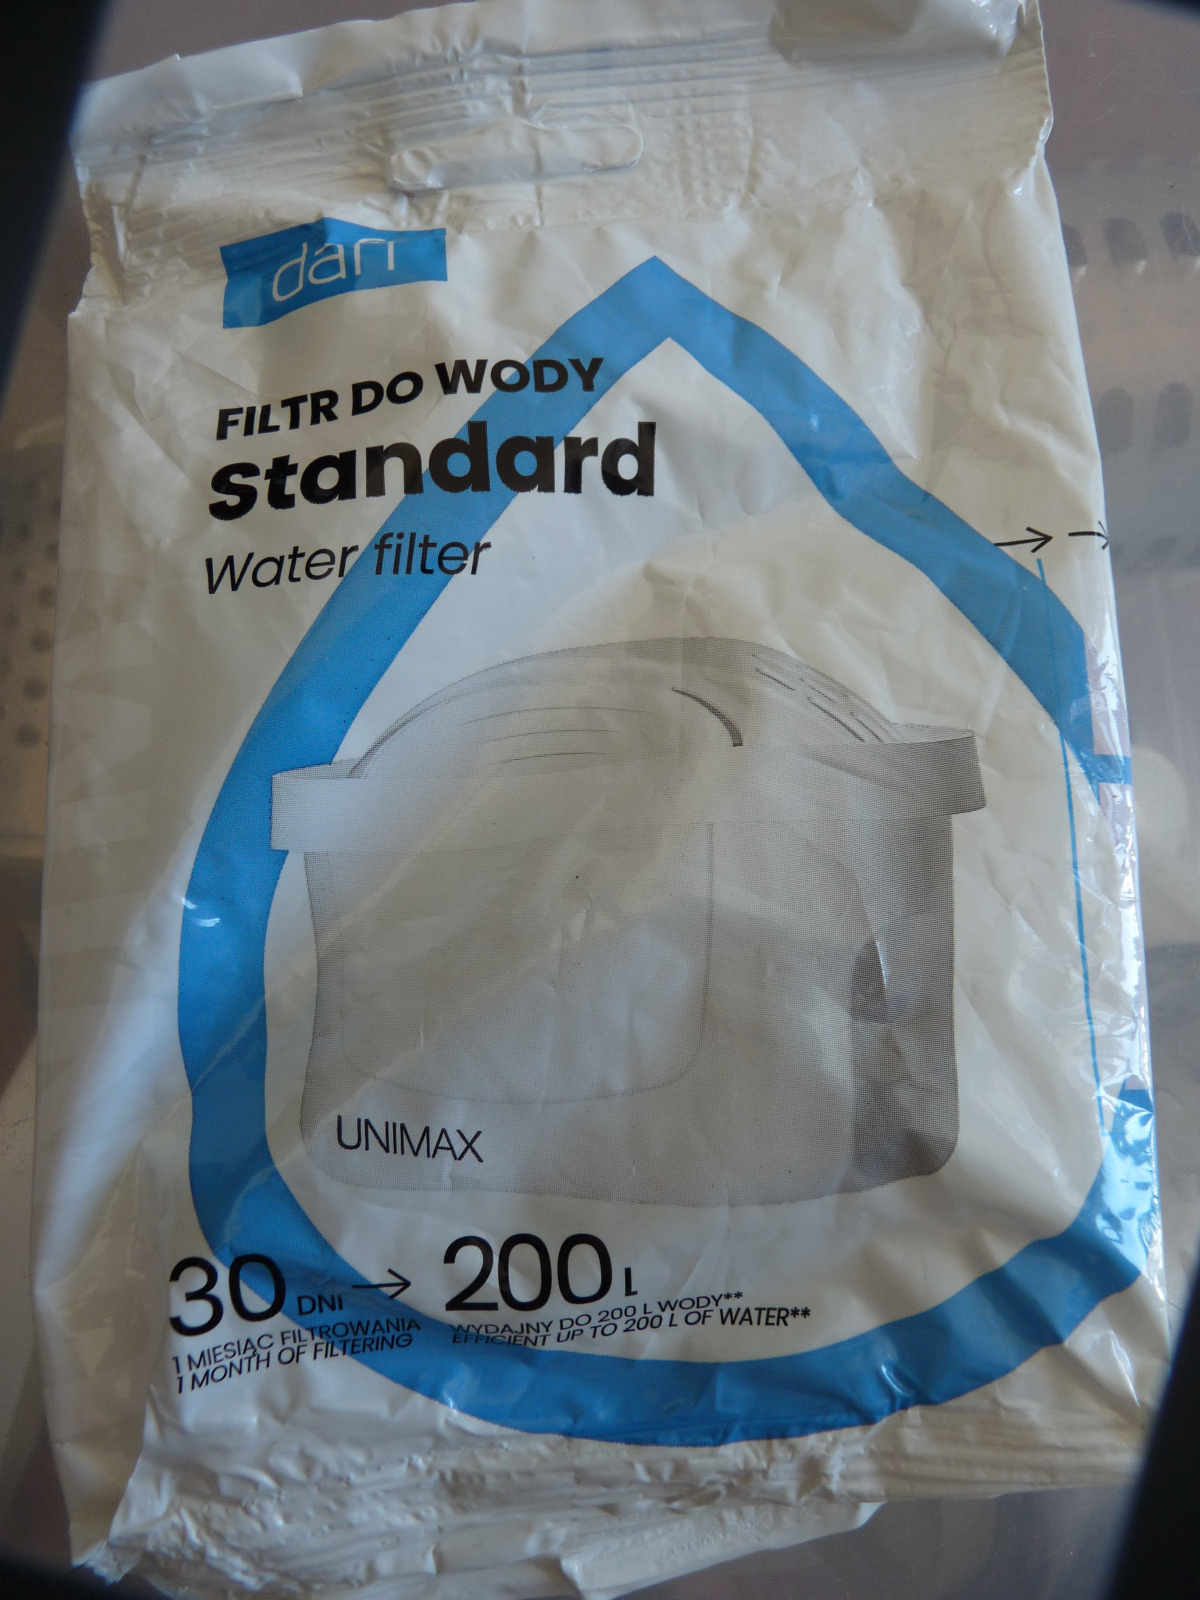 dafi
FILTR DO WODY
Standard
Water filter
UNIMAX
30 DNI → 200 L
1 MIESIĄC FILTROWANIA
1 MONTH OF FILTERING
WYDAJNY DO 200 L WODY**
EFFICIENT UP TO 200 L OF WATER**